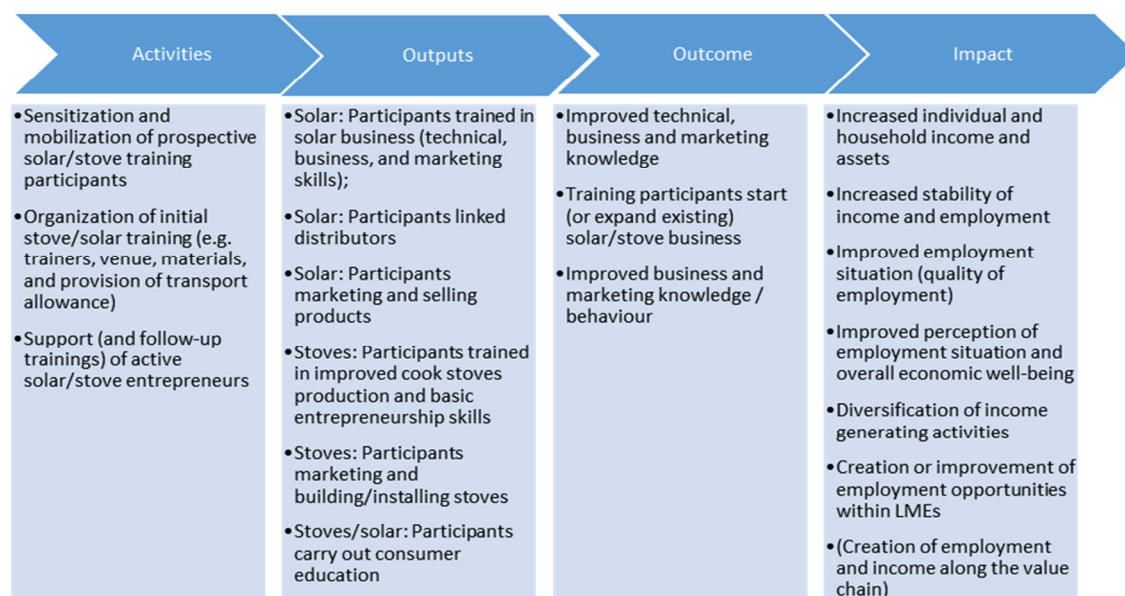 Activities
Outputs
Outcome
Impact
•Sensitization and
mobilization of prospective
solar/stove training
participants
•Organization of initial
stove/solar training (e.g.
trainers, venue, materials,
and provision of transport
allowance)
•Support (and follow-up
trainings) of active
solar/stove entrepreneurs
•Solar: Participants trained in
solar business (technical,
business, and marketing
skills);
•Solar: Participants linked
distributors
•Solar: Participants
marketing and selling
products
•Stoves: Participants trained
in improved cook stoves
production and basic
entrepreneurship skills
•Stoves: Participants
marketing and
building/installing stoves
•Stoves/solar: Participants
carry out consumer
education
•Improved technical,
business and marketing
knowledge
•Training participants start
(or expand existing)
solar/stove business
•Improved business and
marketing knowledge /
behaviour
•Increased individual and
household income and
assets
•Increased stability of
income and employment
•Improved employment
situation (quality of
employment)
•Improved perception of
employment situation and
overall economic well-being
•Diversification of income
generating activities
•Creation or improvement of
employment opportunities
within LMEs
•(Creation of employment
and income along the value
chain)